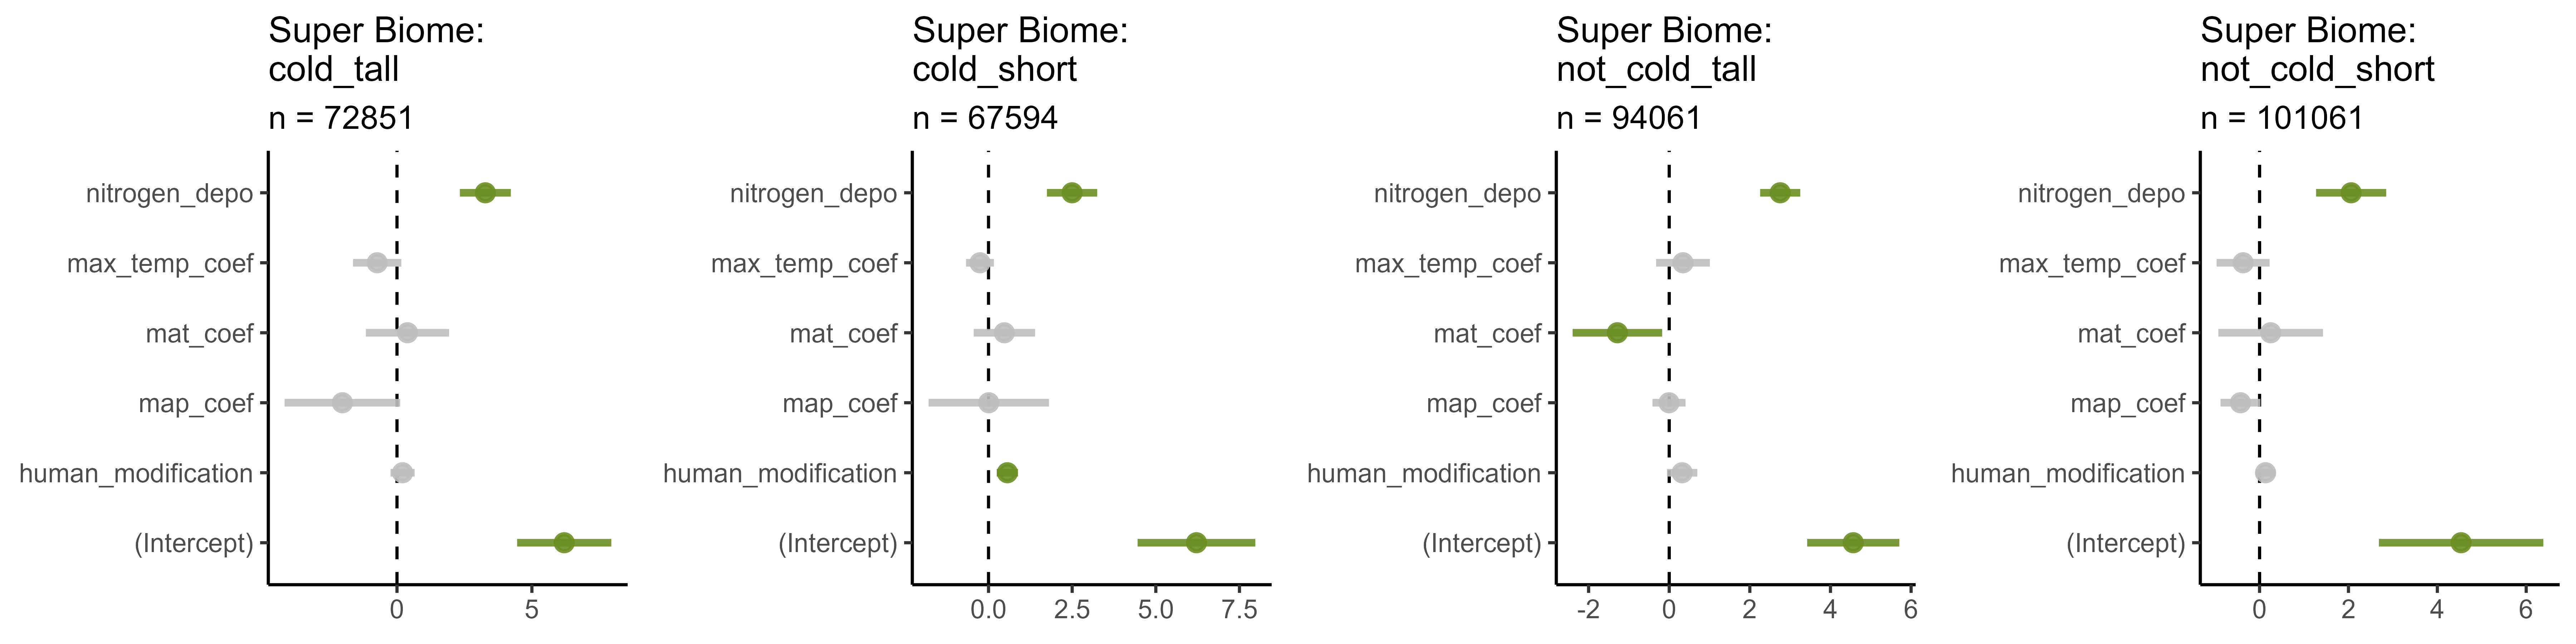 Super Biome:
cold_tall
n = 72851
nitrogen_depo
max_temp_coef
mat_coef
map_coef
human_modification
(Intercept)
0 5
Super Biome:
cold_short
n = 67594
nitrogen_depo
max_temp_coef
mat_coef
map_coef
human_modification
(Intercept)
0.0 2.5 5.0 7.5
Super Biome:
not_cold_tall
n = 94061
nitrogen_depo
max_temp_coef
mat_coef
map_coef
human_modification
(Intercept)
-2 0 2 4 6
Super Biome:
not_cold_short
n = 101061
nitrogen_depo
max_temp_coef
mat_coef
map_coef
human_modification
(Intercept)
0 2 4 6